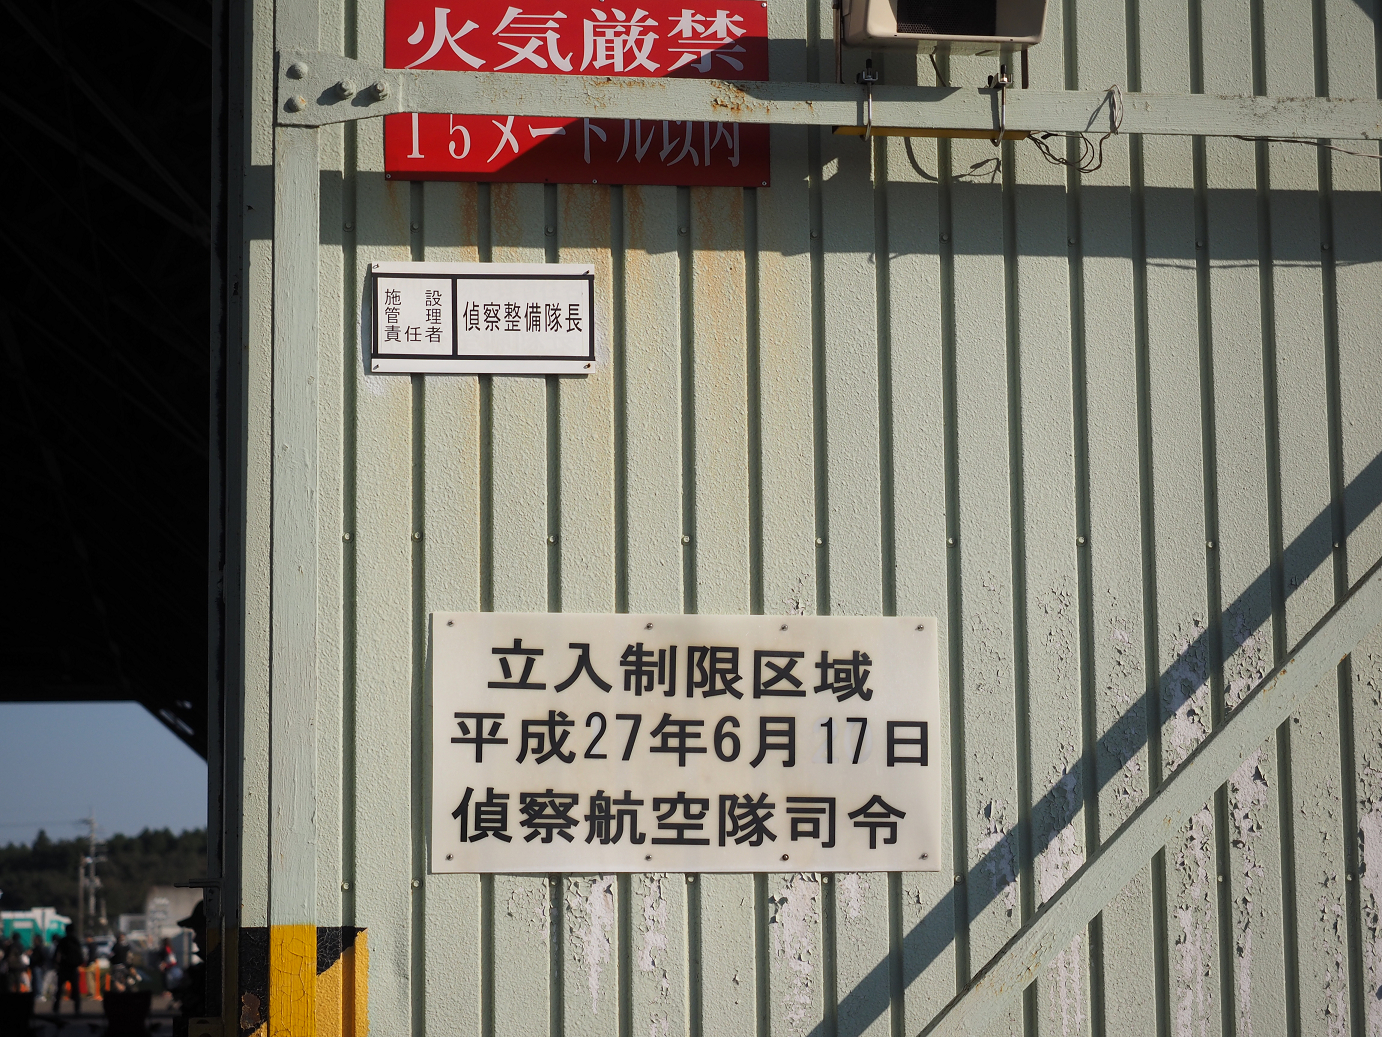 火気厳禁
15メートル以内
施設
管理
責任者
偵察整備隊長
立入制限区域
平成27年6月17日
偵察航空隊司令